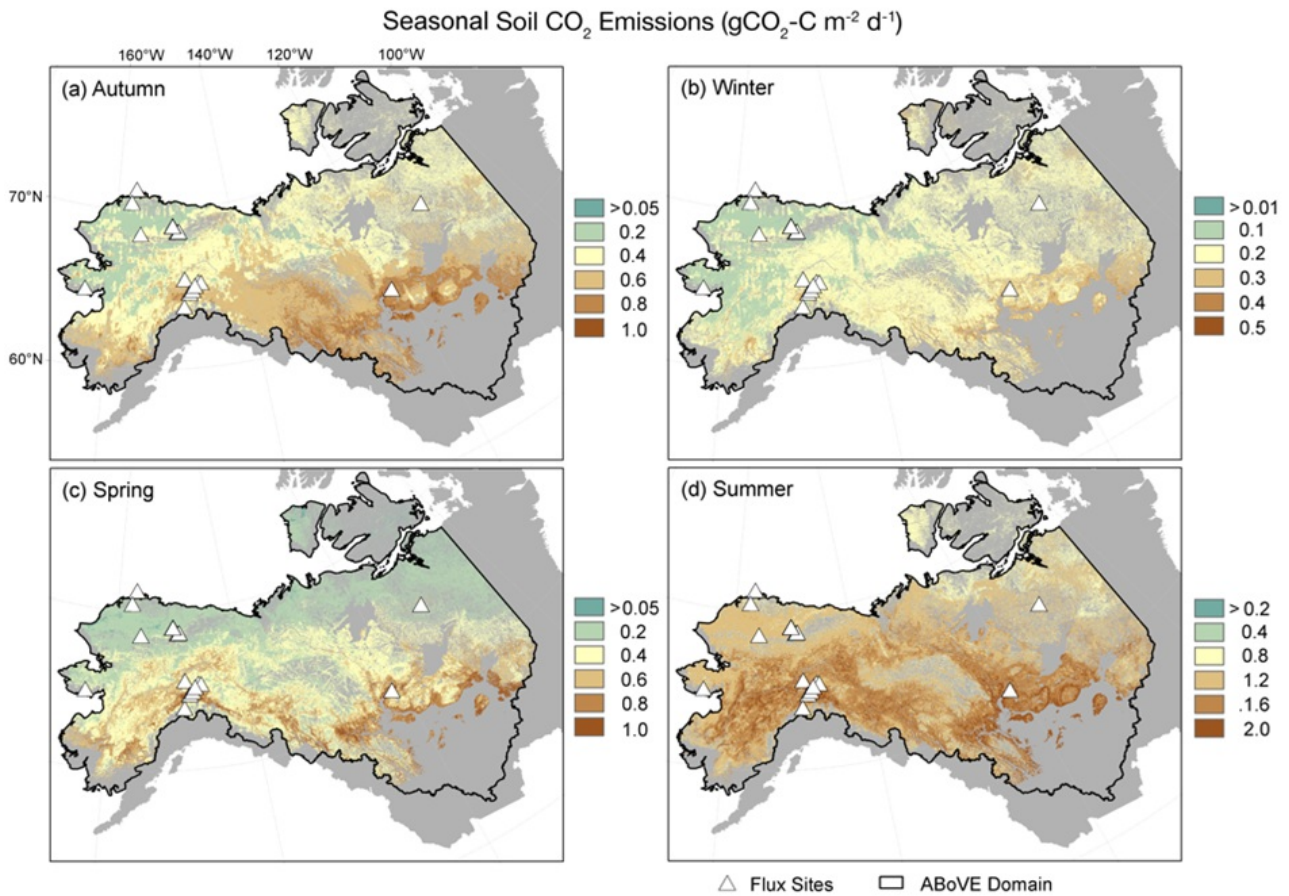 Seasonal Soil CO₂ Emissions (gCO₂-C m⁻² d⁻¹)
160°W 140°W 120°W 100°W
(a) Autumn
70°N
60°N
>0.05
0.2
0.4
0.6
0.8
1.0
(b) Winter
>0.01
0.1
0.2
0.3
0.4
0.5
(c) Spring
>0.05
0.2
0.4
0.6
0.8
1.0
(d) Summer
>0.2
0.4
0.8
1.2
.1.6
2.0
Flux Sites
ABoVE Domain